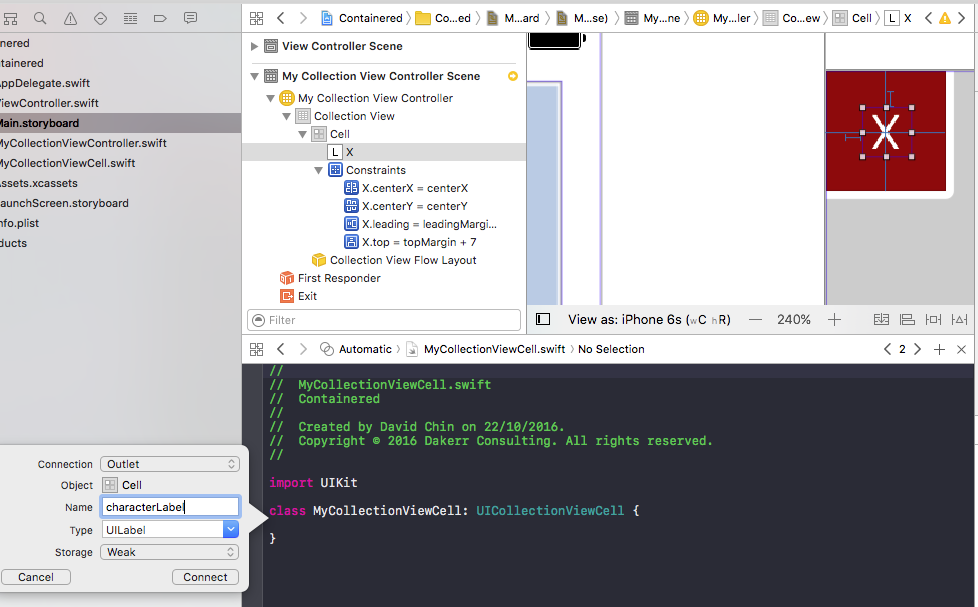 Containered
Co...ed
M...ard
M...se)
My...ne
My...ler
Co...ew
Cell
L
X
nered
tainered
AppDelegate.swift
ViewController.swift
Main.storyboard
MyCollectionViewController.swift
MyCollectionViewCell.swift
Assets.xcassets
LaunchScreen.storyboard
nfo.plist
ducts
View Controller Scene
My Collection View Controller Scene
My Collection View Controller
Collection View
Cell
L X
Constraints
X.centerX = centerX
X.centerY = centerY
X.leading = leadingMargi...
X.top = topMargin + 7
Collection View Flow Layout
First Responder
Exit
Filter
X
View as: iPhone 6s (wC hR)
240%
Automatic
MyCollectionViewCell.swift
No Selection
2
//
// MyCollectionViewCell.swift
// Containered
//
// Created by David Chin on 22/10/2016.
// Copyright © 2016 Dakerr Consulting. All rights reserved.
//
import UIKit
class MyCollectionViewCell: UICollectionViewCell {
}
Connection Outlet
Object Cell
Name characterLabel
Type UILabel
Storage Weak
Cancel
Connect